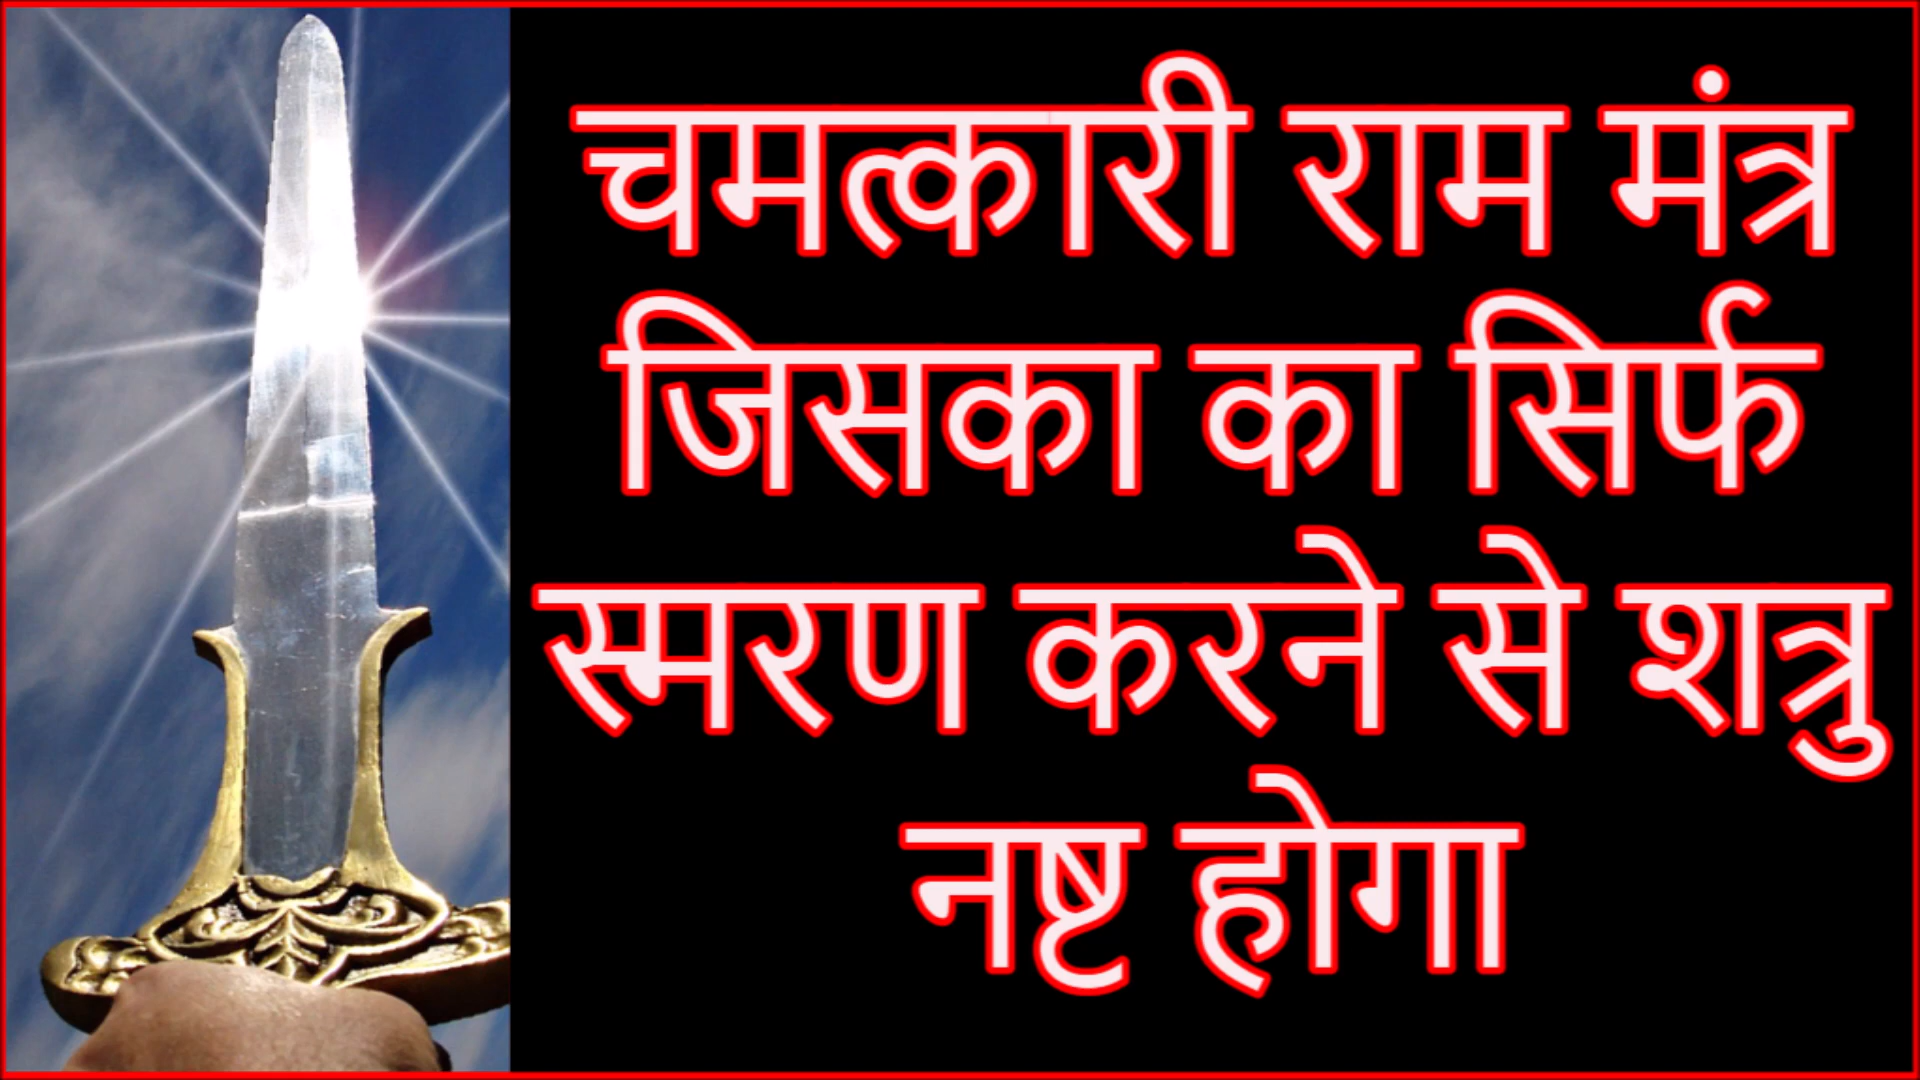 चमत्कारी राम मंत्र
जिसका का सिर्फ
स्मरण करने से शत्रु
नष्ट होगा